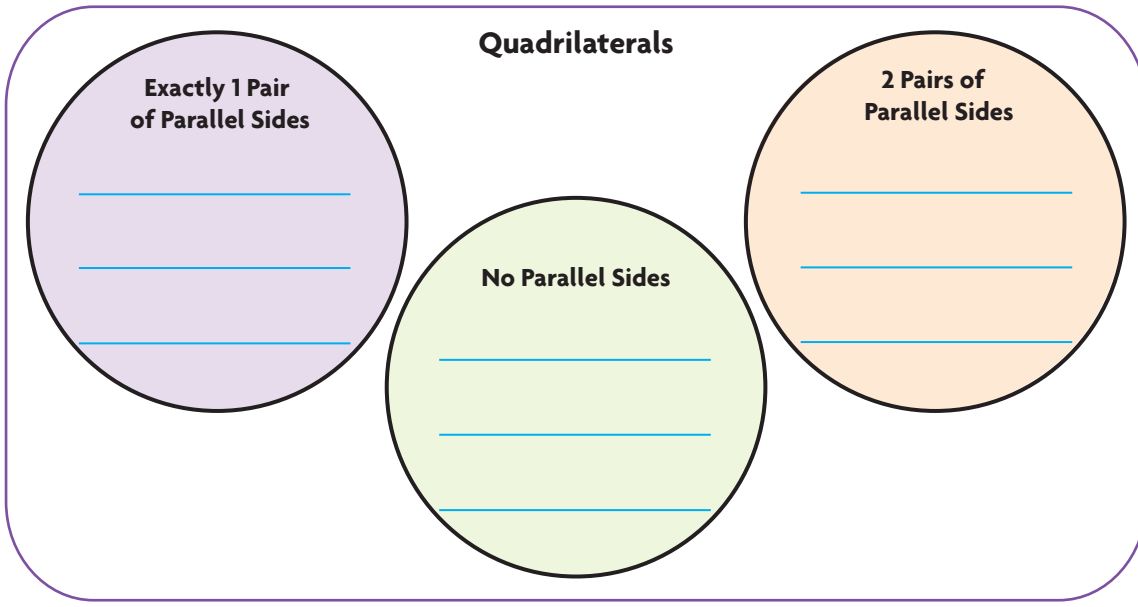 Quadrilaterals
Exactly 1 Pair
of Parallel Sides
No Parallel Sides
2 Pairs of
Parallel Sides